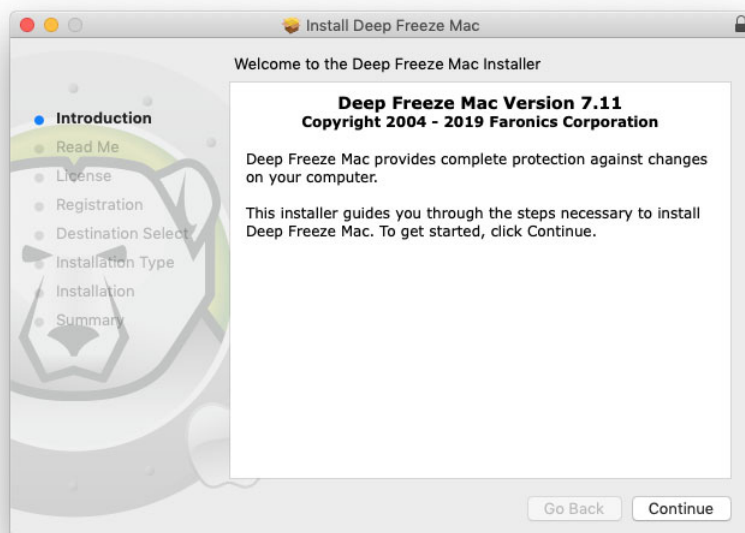 Install Deep Freeze Mac
Welcome to the Deep Freeze Mac Installer
Introduction
Read Me
License
Registration
Destination Select
Installation Type
Installation
Summary
Deep Freeze Mac Version 7.11
Copyright 2004 - 2019 Faronics Corporation
Deep Freeze Mac provides complete protection against changes
on your computer.
This installer guides you through the steps necessary to install
Deep Freeze Mac. To get started, click Continue.
Go Back
Continue